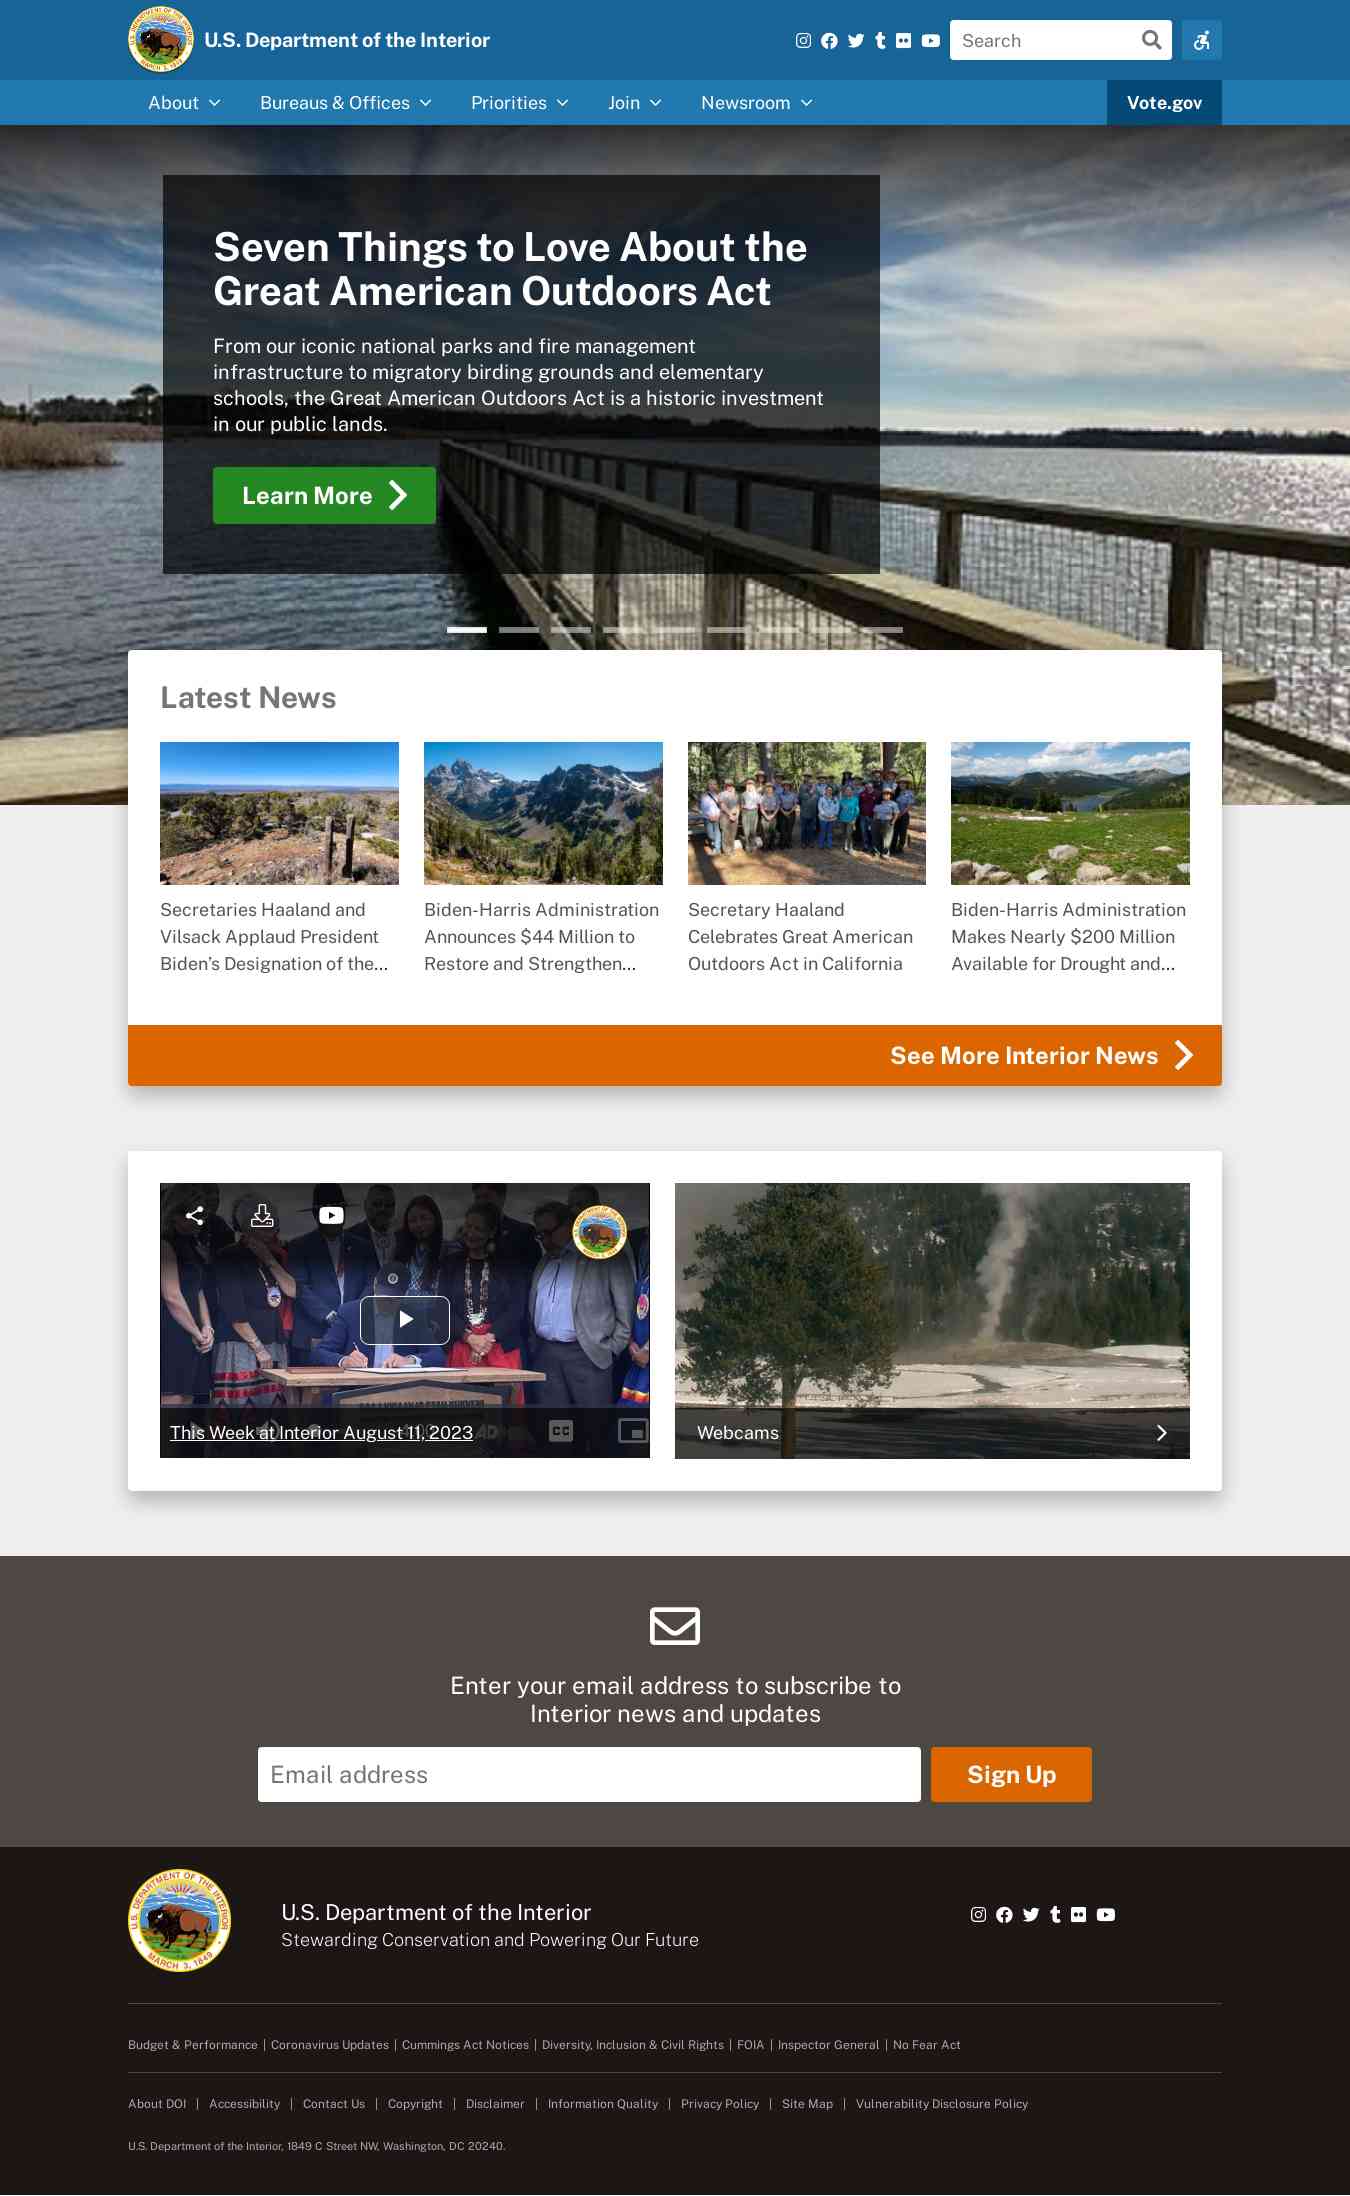 U.S. Department of the Interior
Search
About
Bureaus & Offices
Priorities
Join
Newsroom
Vote.gov
Seven Things to Love About the
Great American Outdoors Act
From our iconic national parks and fire management
infrastructure to migratory birding grounds and elementary
schools, the Great American Outdoors Act is a historic investment
in our public lands.
Learn More
Latest News
Secretaries Haaland and
Vilsack Applaud President
Biden’s Designation of the...
Biden-Harris Administration
Announces $44 Million to
Restore and Strengthen...
Secretary Haaland
Celebrates Great American
Outdoors Act in California
Biden-Harris Administration
Makes Nearly $200 Million
Available for Drought and...
See More Interior News
This Week at Interior August 11, 2023
CC
Webcams
Enter your email address to subscribe to
Interior news and updates
Email address
Sign Up
U.S. DEPARTMENT OF THE INTERIOR
MARCH 3, 1849
U.S. Department of the Interior
Stewarding Conservation and Powering Our Future
Budget & Performance | Coronavirus Updates | Cummings Act Notices | Diversity, Inclusion & Civil Rights | FOIA | Inspector General | No Fear Act
About DOI | Accessibility | Contact Us | Copyright | Disclaimer | Information Quality | Privacy Policy | Site Map | Vulnerability Disclosure Policy
U.S. Department of the Interior, 1849 C Street NW, Washington, DC 20240.